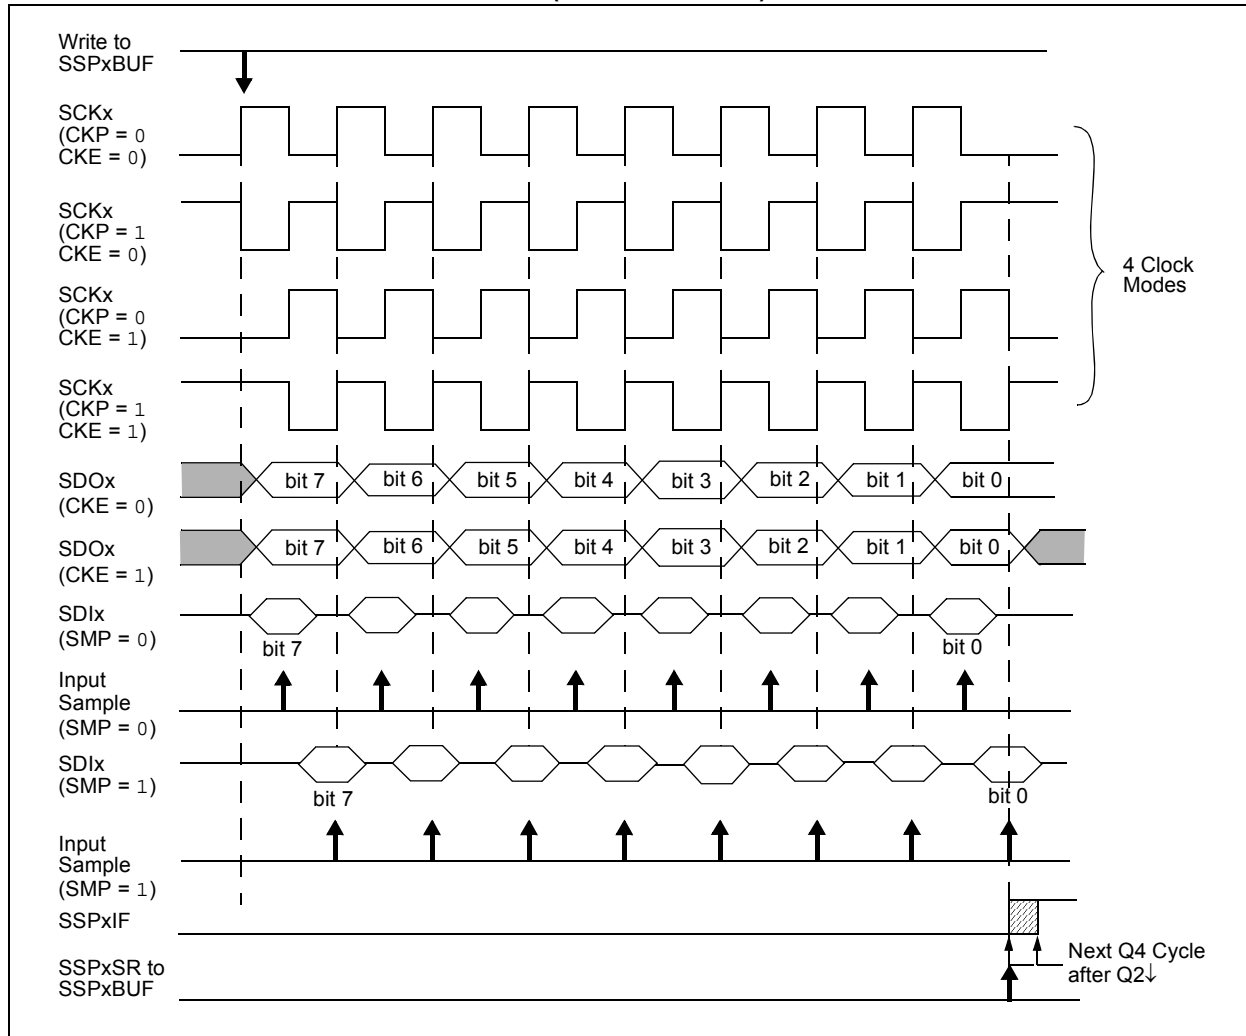 Write to
SSPxBUF
SCKx
(CKP = 0
CKE = 0)
SCKx
(CKP = 1
CKE = 0)
4 Clock
Modes
SCKx
(CKP = 0
CKE = 1)
SCKx
(CKP = 1
CKE = 1)
SDOx
(CKE = 0)
bit 7 bit 6 bit 5 bit 4 bit 3 bit 2 bit 1 bit 0
SDOx
(CKE = 1)
bit 7 bit 6 bit 5 bit 4 bit 3 bit 2 bit 1 bit 0
SDIx
(SMP = 0)
bit 7 bit 0
Input
Sample
(SMP = 0)
SDIx
(SMP = 1)
bit 7 bit 0
Input
Sample
(SMP = 1)
SSPxIF
Next Q4 Cycle
after Q2↓
SSPxSR to
SSPxBUF